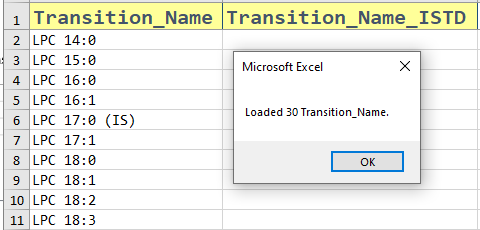 1 Transition_Name Transition_Name_ISTD
2 LPC 14:0
3 LPC 15:0
4 LPC 16:0
5 LPC 16:1
6 LPC 17:0 (IS)
7 LPC 17:1
8 LPC 18:0
9 LPC 18:1
10 LPC 18:2
11 LPC 18:3
Microsoft Excel
Loaded 30 Transition_Name.
OK